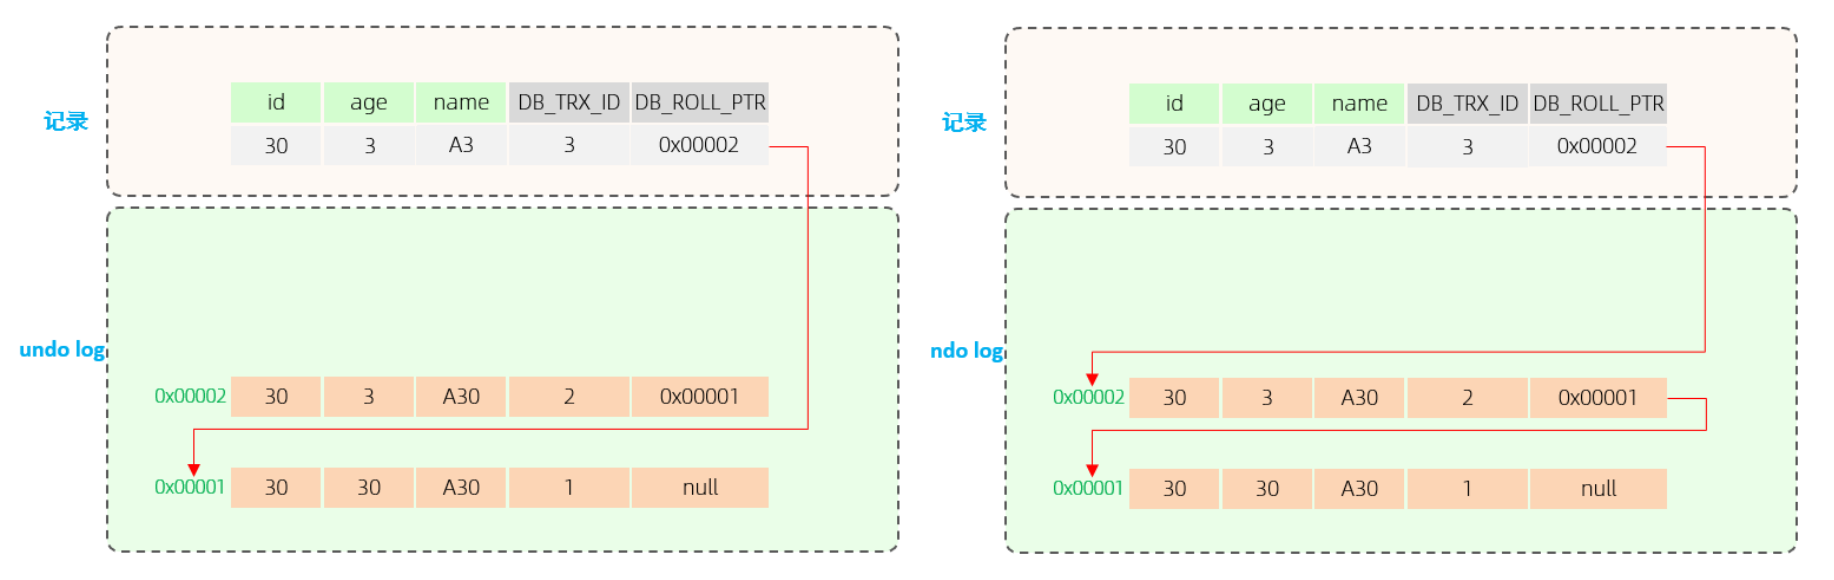 记录
id age name DB_TRX_ID DB_ROLL_PTR
30 3 A3 3 0x00002
undo log
0x00002 30 3 A30 2 0x00001
0x00001 30 30 A30 1 null
记录
id age name DB_TRX_ID DB_ROLL_PTR
30 3 A3 3 0x00002
ndo log
0x00002 30 3 A30 2 0x00001
0x00001 30 30 A30 1 null